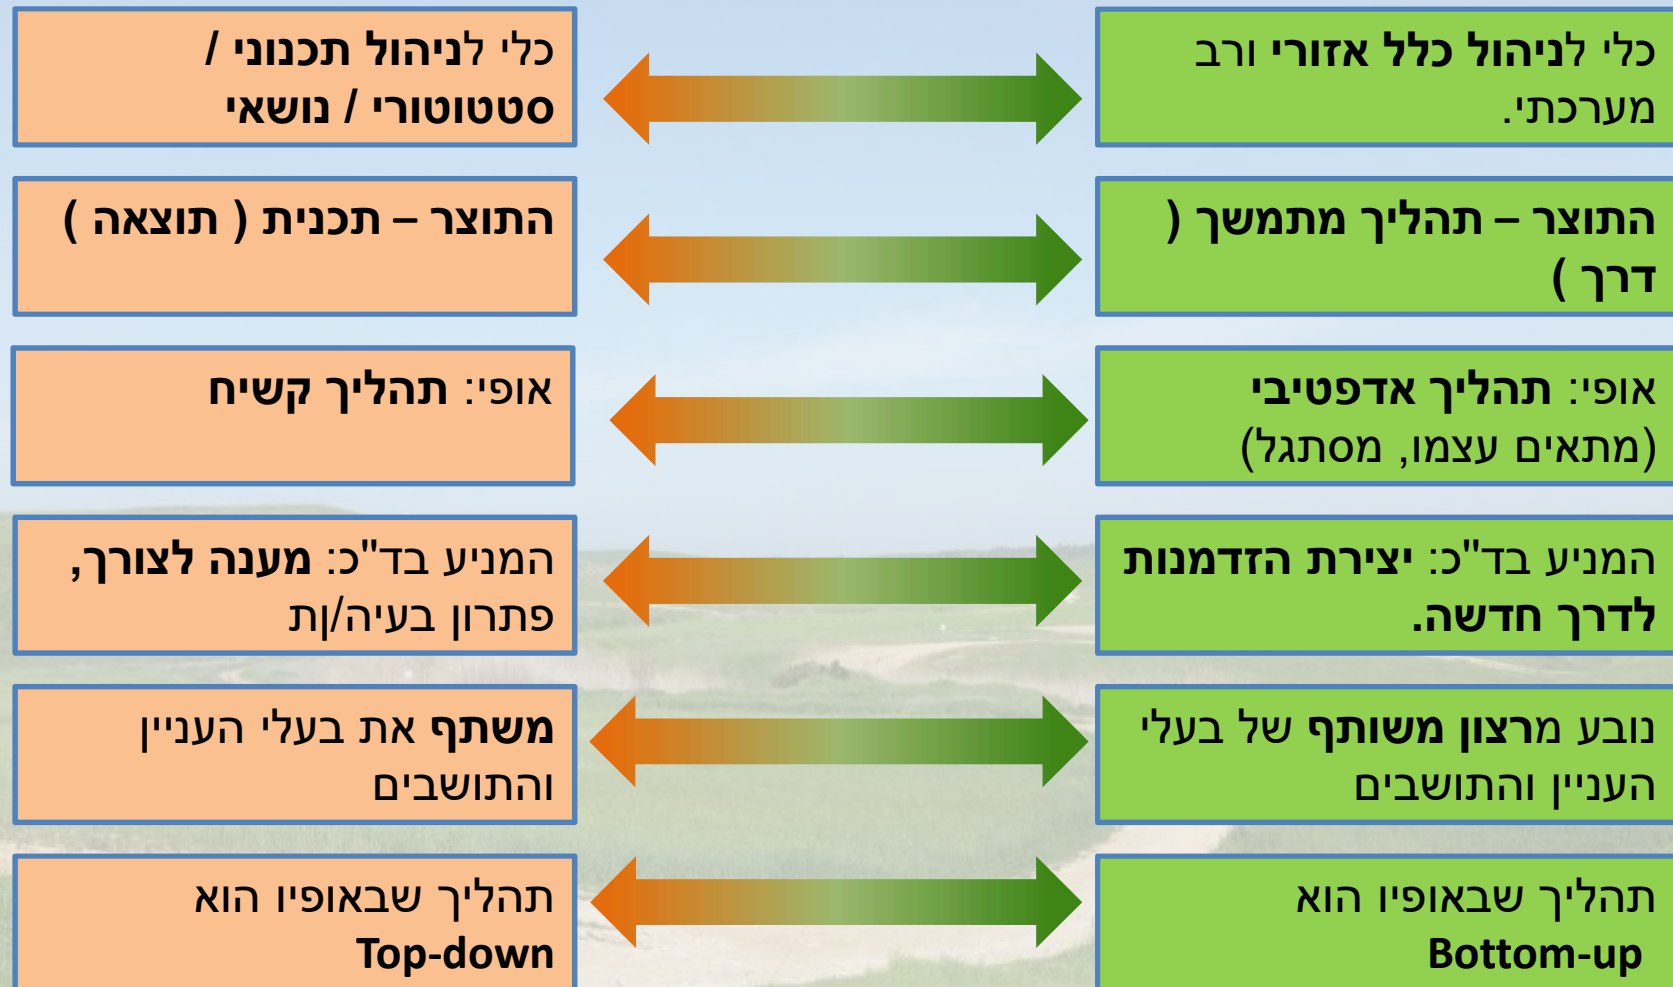 כלי לניהול כלל אזורי ורב
מערכתי.
כלי לניהול תכנוני /
סטטוטורי / נושאי
התוצר – תהליך מתמשך (
דרך )
התוצר – תכנית ( תוצאה )
אופי: תהליך אדפטיבי
(מתאים עצמו, מסתגל)
אופי: תהליך קשיח
המניע בד"כ: יצירת הזדמנות
לדרך חדשה.
המניע בד"כ: מענה לצורך,
פתרון בעיה/ןת
נובע מרצון משותף של בעלי
העניין והתושבים
משתף את בעלי העניין
והתושבים
תהליך שבאופיו הוא
Bottom-up
תהליך שבאופיו הוא
Top-down